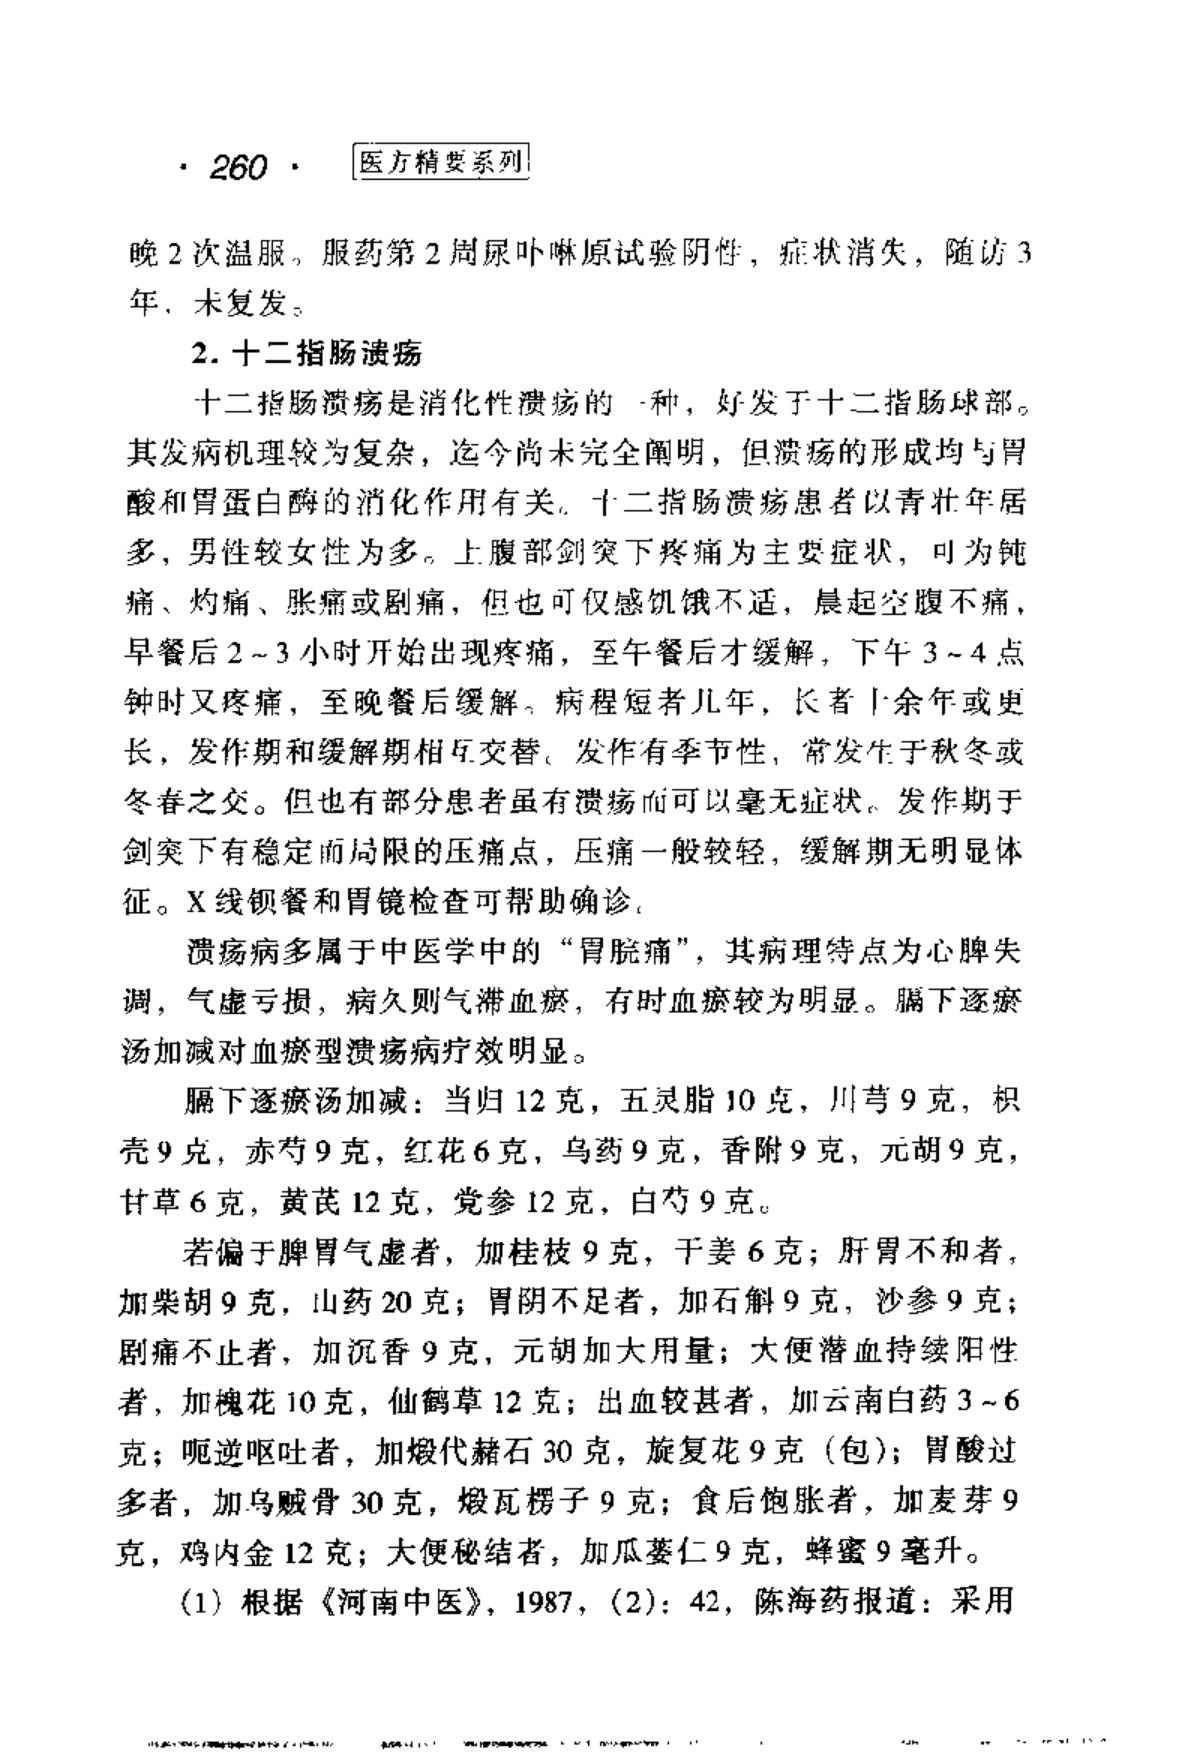 · 260 · 医方精要系列
晚2次温服。服药第2周尿卟啉原试验阴性，症状消失，随访3
年，未复发。
2. 十二指肠溃疡
十二指肠溃疡是消化性溃疡的一种，好发于十二指肠球部。
其发病机理较为复杂，迄今尚未完全阐明，但溃疡的形成均与胃
酸和胃蛋白酶的消化作用有关。十二指肠溃疡患者以青壮年居
多，男性较女性为多。上腹部剑突下疼痛为主要症状，可为钝
痛、灼痛、胀痛或剧痛，但也可仅感饥饿不适，晨起空腹不痛，
早餐后2~3小时开始出现疼痛，至午餐后才缓解，下午3~4点
钟时又疼痛，至晚餐后缓解。病程短者几年，长者十余年或更
长，发作期和缓解期相互交替。发作有季节性，常发生于秋冬或
冬春之交。但也有部分患者虽有溃疡而可以毫无症状。发作期于
剑突下有稳定而局限的压痛点，压痛一般较轻，缓解期无明显体
征。X线钡餐和胃镜检查可帮助确诊。
溃疡病多属于中医学中的“胃脘痛”，其病理特点为心脾失
调，气虚亏损，病久则气滞血瘀，有时血瘀较为明显。膈下逐瘀
汤加减对血瘀型溃疡病疗效明显。
膈下逐瘀汤加减：当归12克，五灵脂10克，川芎9克，枳
壳9克，赤芍9克，红花6克，乌药9克，香附9克，元胡9克，
甘草6克，黄芪12克，党参12克，白芍9克。
若偏于脾胃气虚者，加桂枝9克，干姜6克；肝胃不和者，
加柴胡9克，山药20克；胃阴不足者，加石斛9克，沙参9克；
剧痛不止者，加沉香9克，元胡加大用量；大便潜血持续阳性
者，加槐花10克，仙鹤草12克；出血较甚者，加云南白药3~6
克；呃逆呕吐者，加煅代赭石30克，旋复花9克（包）；胃酸过
多者，加乌贼骨30克，煅瓦楞子9克；食后饱胀者，加麦芽9
克，鸡内金12克；大便秘结者，加瓜蒌仁9克，蜂蜜9毫升。
（1）根据《河南中医》，1987，（2）：42，陈海药报道：采用